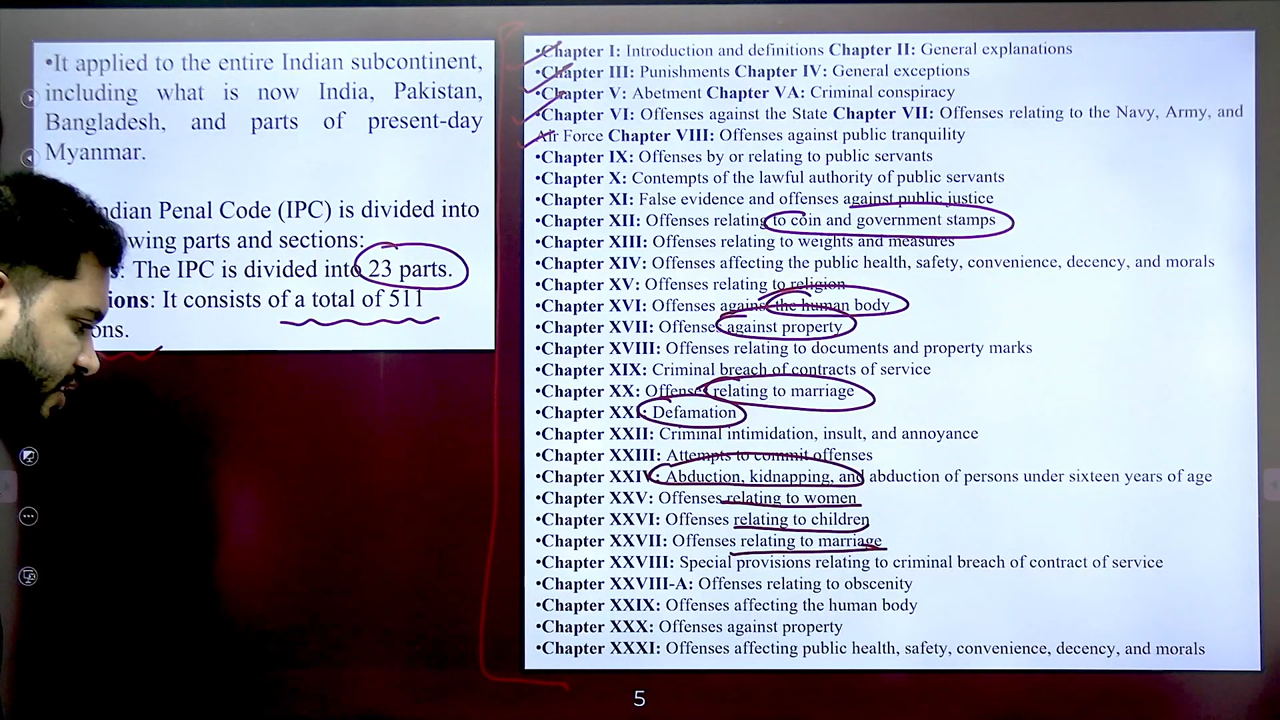 •It applied to the entire Indian subcontinent,
including what is now India, Pakistan,
Bangladesh, and parts of present-day
Myanmar.
ndian Penal Code (IPC) is divided into
wing parts and sections:
s: The IPC is divided into 23 parts.
ions: It consists of a total of 511
ons.
•Chapter I: Introduction and definitions Chapter II: General explanations
•Chapter III: Punishments Chapter IV: General exceptions
•Chapter V: Abetment Chapter VA: Criminal conspiracy
•Chapter VI: Offenses against the State Chapter VII: Offenses relating to the Navy, Army, and
Air Force Chapter VIII: Offenses against public tranquility
•Chapter IX: Offenses by or relating to public servants
•Chapter X: Contempts of the lawful authority of public servants
•Chapter XI: False evidence and offenses against public justice
•Chapter XII: Offenses relating to coin and government stamps
•Chapter XIII: Offenses relating to weights and measures
•Chapter XIV: Offenses affecting the public health, safety, convenience, decency, and morals
•Chapter XV: Offenses relating to religion
•Chapter XVI: Offenses against the human body
•Chapter XVII: Offenses against property
•Chapter XVIII: Offenses relating to documents and property marks
•Chapter XIX: Criminal breach of contracts of service
•Chapter XX: Offenses relating to marriage
•Chapter XXI: Defamation
•Chapter XXII: Criminal intimidation, insult, and annoyance
•Chapter XXIII: Attempts to commit offenses
•Chapter XXIV: Abduction, kidnapping, and abduction of persons under sixteen years of age
•Chapter XXV: Offenses relating to women
•Chapter XXVI: Offenses relating to children
•Chapter XXVII: Offenses relating to marriage
•Chapter XXVIII: Special provisions relating to criminal breach of contract of service
•Chapter XXVIII-A: Offenses relating to obscenity
•Chapter XXIX: Offenses affecting the human body
•Chapter XXX: Offenses against property
•Chapter XXXI: Offenses affecting public health, safety, convenience, decency, and morals
5